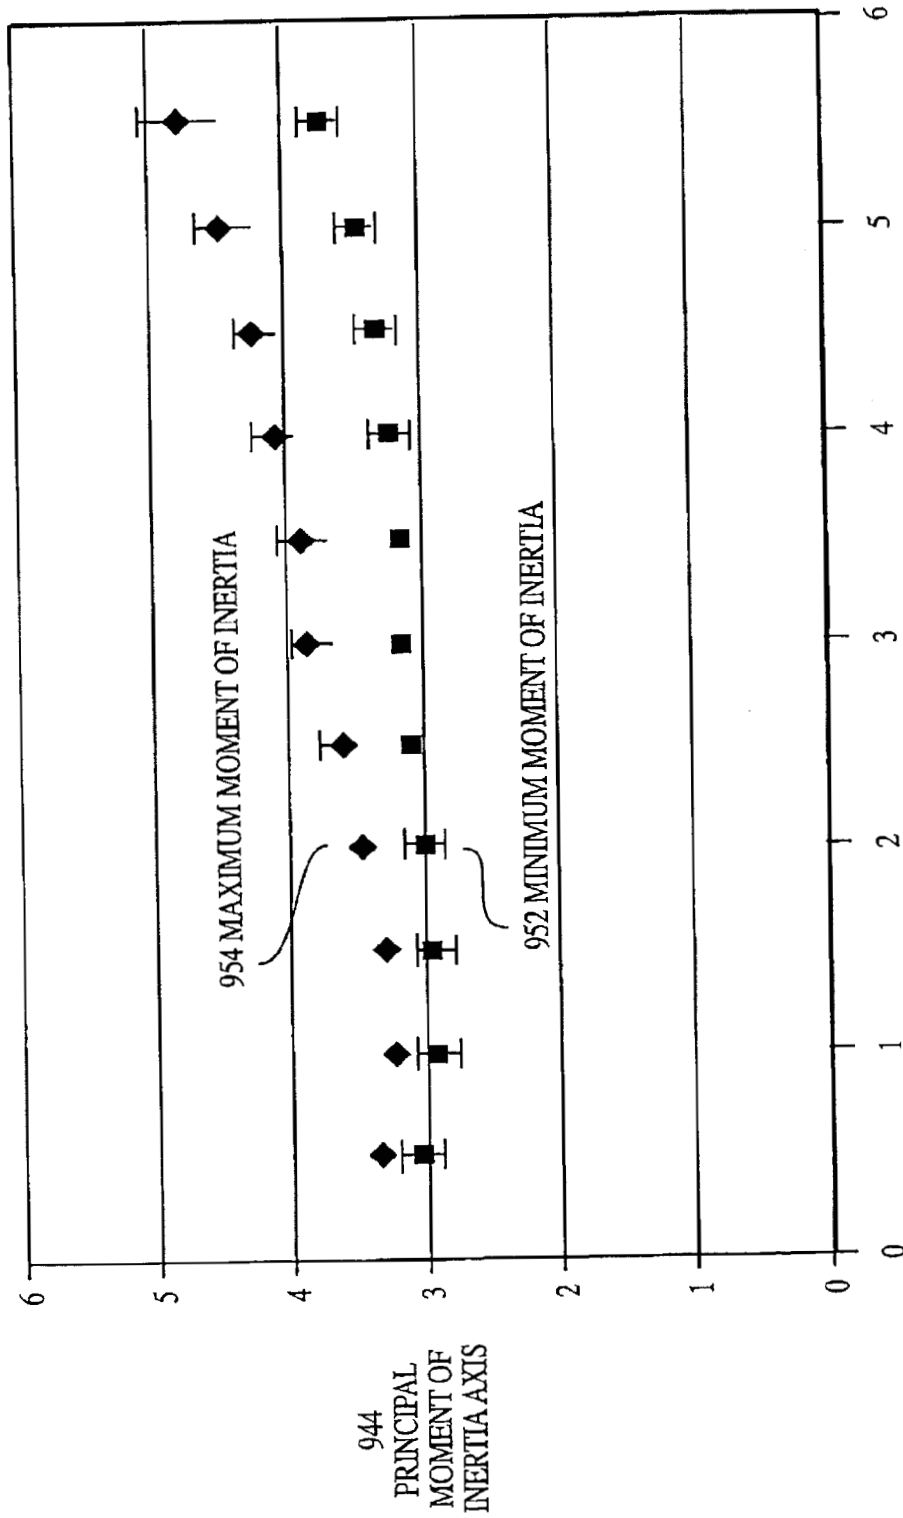 944
PRINCIPAL
MOMENT OF
INERTIA AXIS
6
5
4
3
2
1
0
954 MAXIMUM MOMENT OF INERTIA
952 MINIMUM MOMENT OF INERTIA
0 1 2 3 4 5 6